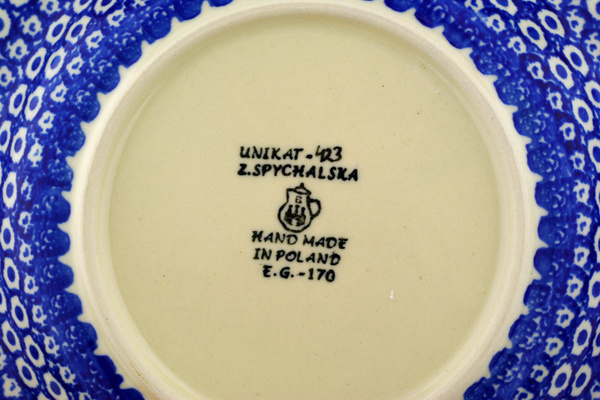 UNIKAT - 423
Z.SPYCHALSKA
HAND MADE
IN POLAND
E.G.-170